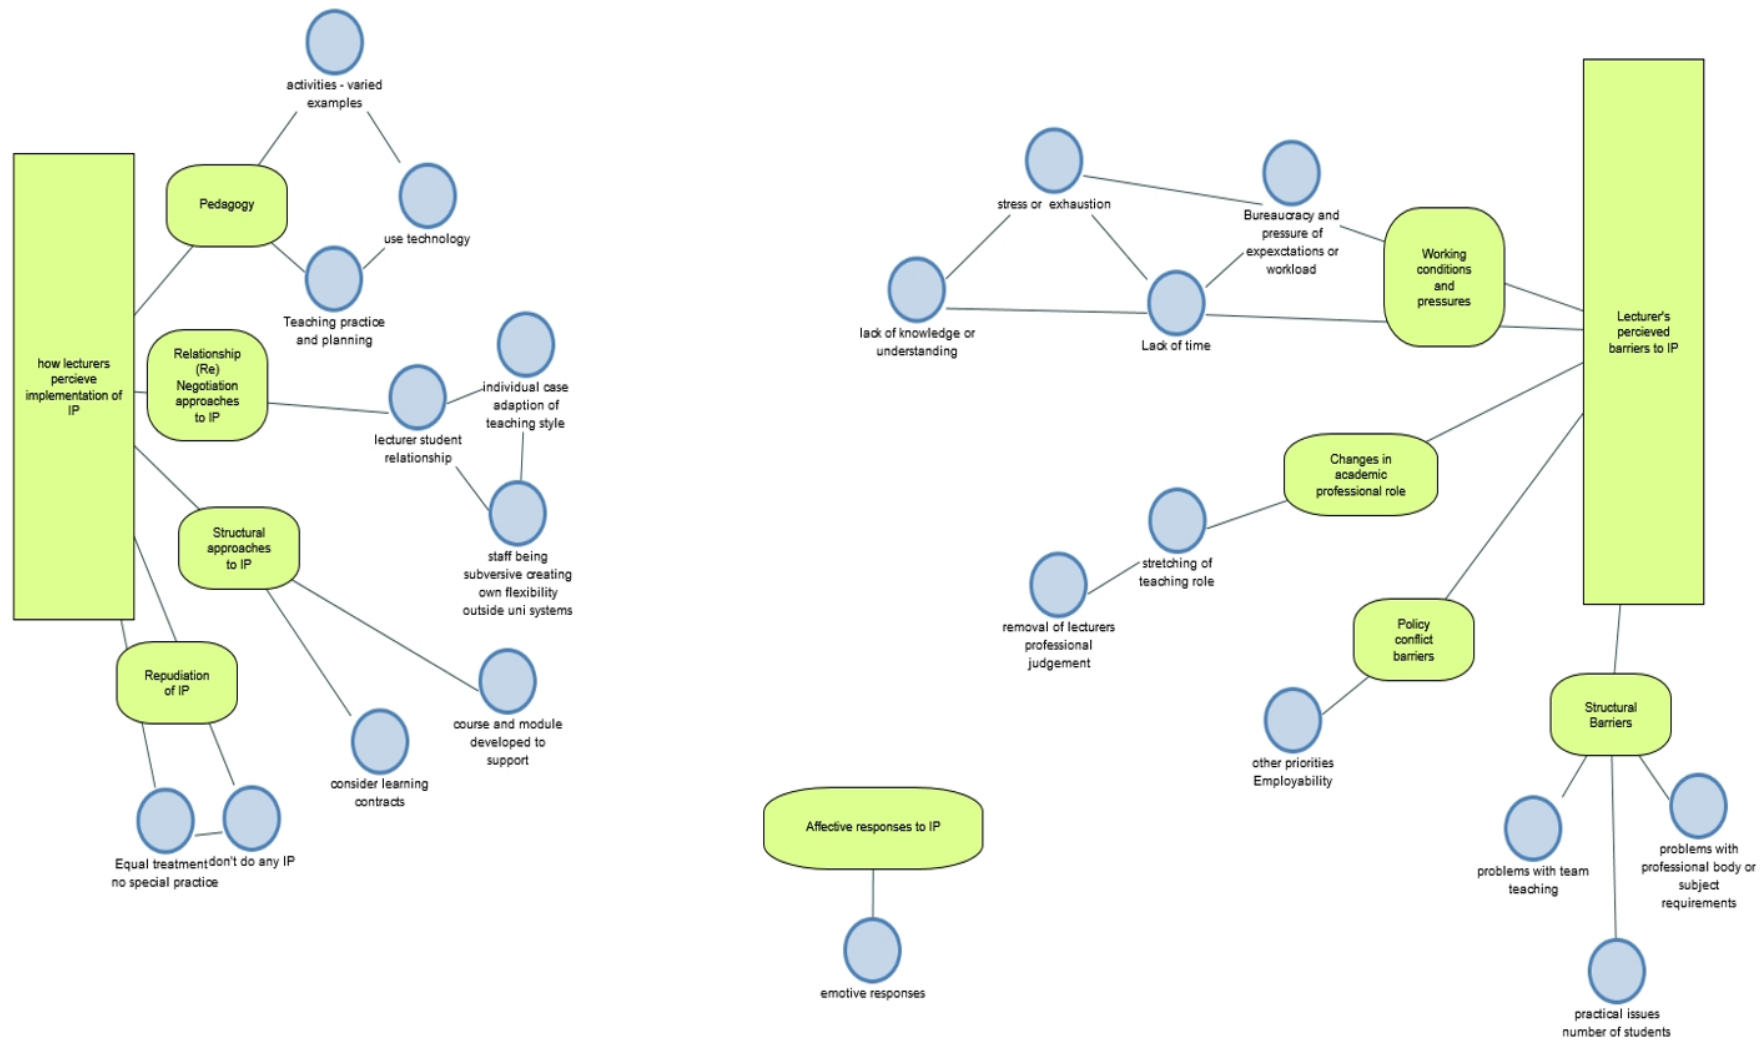 activities - varied
examples
Pedagogy
use technology
Teaching practice
and planning
how lecturers
percieve
implementation of
IP
Relationship
(Re)
Negotiation
approaches
to IP
lecturer student
relationship
individual case
adaption of
teaching style
staff being
subversive creating
own flexibility
outside uni systems
Structural
approaches
to IP
course and module
developed to
support
consider learning
contracts
Repudiation
of IP
Equal treatment
no special practice
don't do any IP
Affective responses to IP
emotive responses
stress or exhaustion
Bureaucracy and
pressure of
expexctations or
workload
lack of knowledge or
understanding
Lack of time
Working
conditions
and
pressures
Lecturer's
percieved
barriers to IP
Changes in
academic
professional role
stretching of
teaching role
removal of lecturers
professional
judgement
Policy
conflict
barriers
other priorities
Employability
Structural
Barriers
problems with team
teaching
problems with
professional body or
subject
requirements
practical issues
number of students